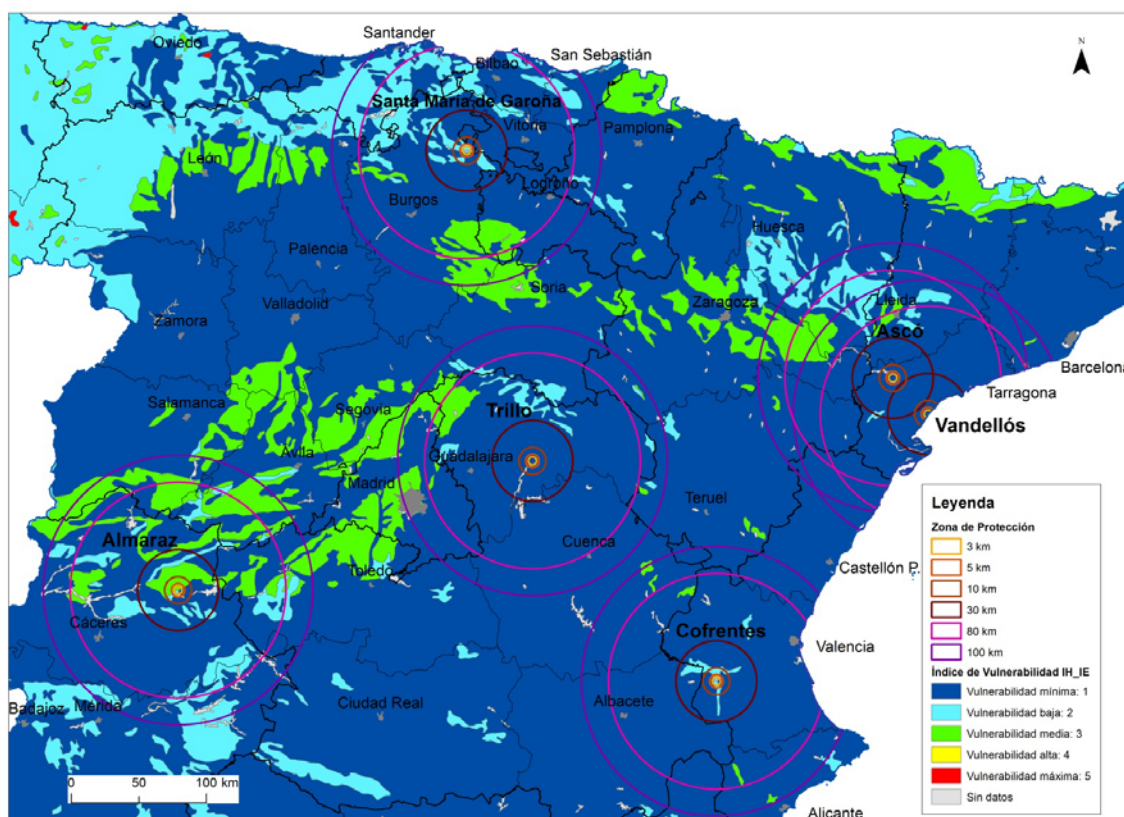 Santander
N
Oviedo
Bilbao
San Sebastián
Santa María de Garoña
Vitoria
Pamplona
León
Logroño
Burgos
Huesca
Palencia
Soria
Zaragoza
Lleida
Valladolid
Zamora
Ascó
Barcelona
Tarragona
Salamanca
Segovia
Trillo
Vandellós
Ávila
Guadalajara
Madrid
Teruel
Almaraz
Cuenca
Toledo
Castellón P.
Cáceres
Cofrentes
Valencia
Badajoz
Mérida
Ciudad Real
Albacete
Alicante
0 50 100 km
Leyenda
Zona de Protección
3 km
5 km
10 km
30 km
80 km
100 km
Índice de Vulnerabilidad IH_IE
Vulnerabilidad mínima: 1
Vulnerabilidad baja: 2
Vulnerabilidad media: 3
Vulnerabilidad alta: 4
Vulnerabilidad máxima: 5
Sin datos